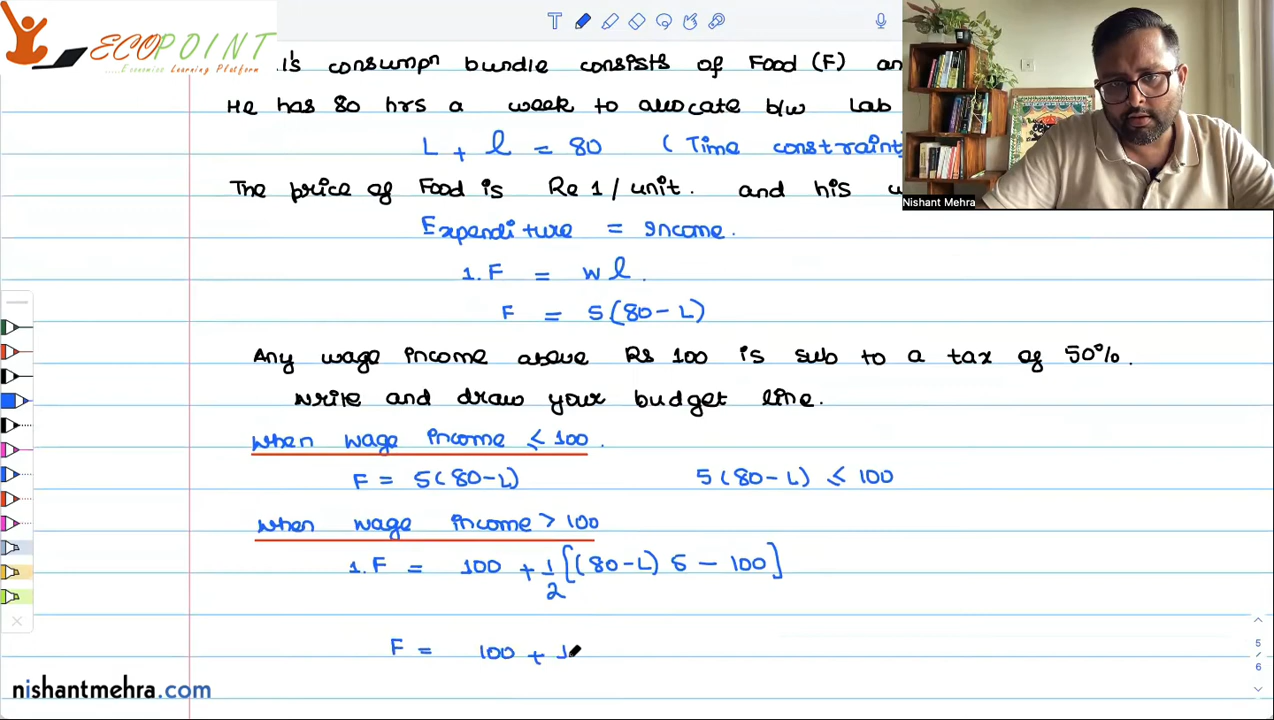 ECOPOINT
Economics Learning Platform
's consumpn bundle consists of Food (F)
He has 80 hrs a week to allocate b/w Lab
L + l = 80 (Time constraint
The price of Food is Re 1 / unit. and his
Expenditure = Income.
1.F = wl.
F = 5(80-L)
Any wage income above Rs 100 is sub to a tax of 50%.
write and draw your budget line.
When wage income ≤ 100.
F = 5(80-L) 5(80-L) ≤ 100
When wage income > 100
1.F = 100 + 1/2 [(80-L) 5 - 100]
F = 100 + 1
Nishant Mehra
nishantmehra.com
5
/
6